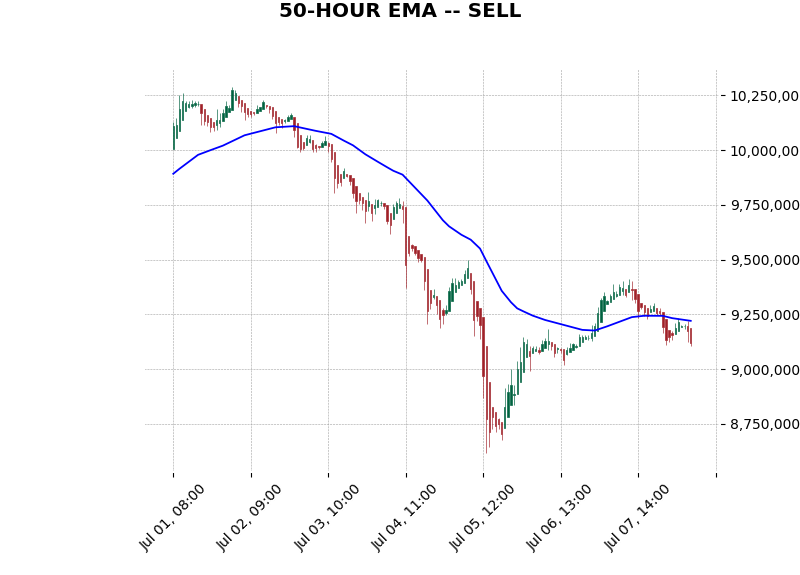 50-HOUR EMA -- SELL
10,250,00
10,000,00
9,750,000
9,500,000
9,250,000
9,000,000
8,750,000
Jul 01, 08:00
Jul 02, 09:00
Jul 03, 10:00
Jul 04, 11:00
Jul 05, 12:00
Jul 06, 13:00
Jul 07, 14:00